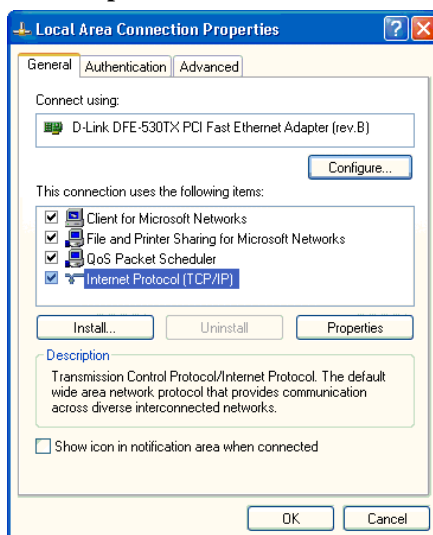 Local Area Connection Properties
General Authentication Advanced
Connect using:
D-Link DFE-530TX PCI Fast Ethernet Adapter (rev.B)
Configure...
This connection uses the following items:
Client for Microsoft Networks
File and Printer Sharing for Microsoft Networks
QoS Packet Scheduler
Internet Protocol (TCP/IP)
Install... Uninstall Properties
Description
Transmission Control Protocol/Internet Protocol. The default
wide area network protocol that provides communication
across diverse interconnected networks.
Show icon in notification area when connected
OK Cancel